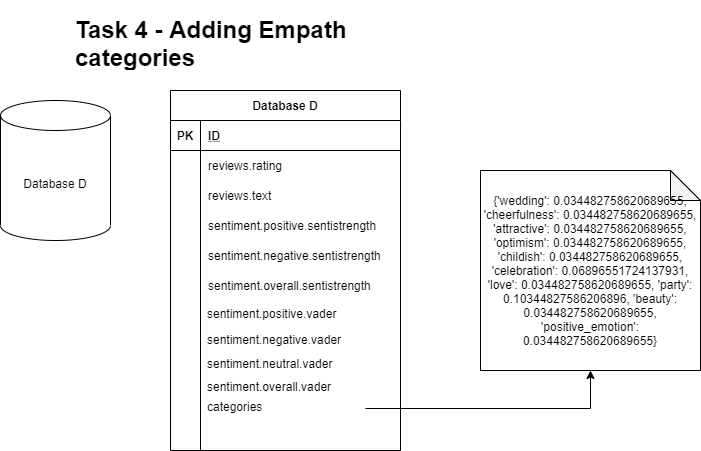 Task 4 - Adding Empath
categories
Database D
Database D
PK ID
reviews.rating
reviews.text
sentiment.positive.sentistrength
sentiment.negative.sentistrength
sentiment.overall.sentistrength
sentiment.positive.vader
sentiment.negative.vader
sentiment.neutral.vader
sentiment.overall.vader
categories
{'wedding': 0.034482758620689655,
'cheerfulness': 0.034482758620689655,
'attractive': 0.034482758620689655,
'optimism': 0.034482758620689655,
'childish': 0.034482758620689655,
'celebration': 0.06896551724137931,
'love': 0.034482758620689655, 'party':
0.10344827586206896, 'beauty':
0.034482758620689655,
'positive_emotion':
0.034482758620689655}